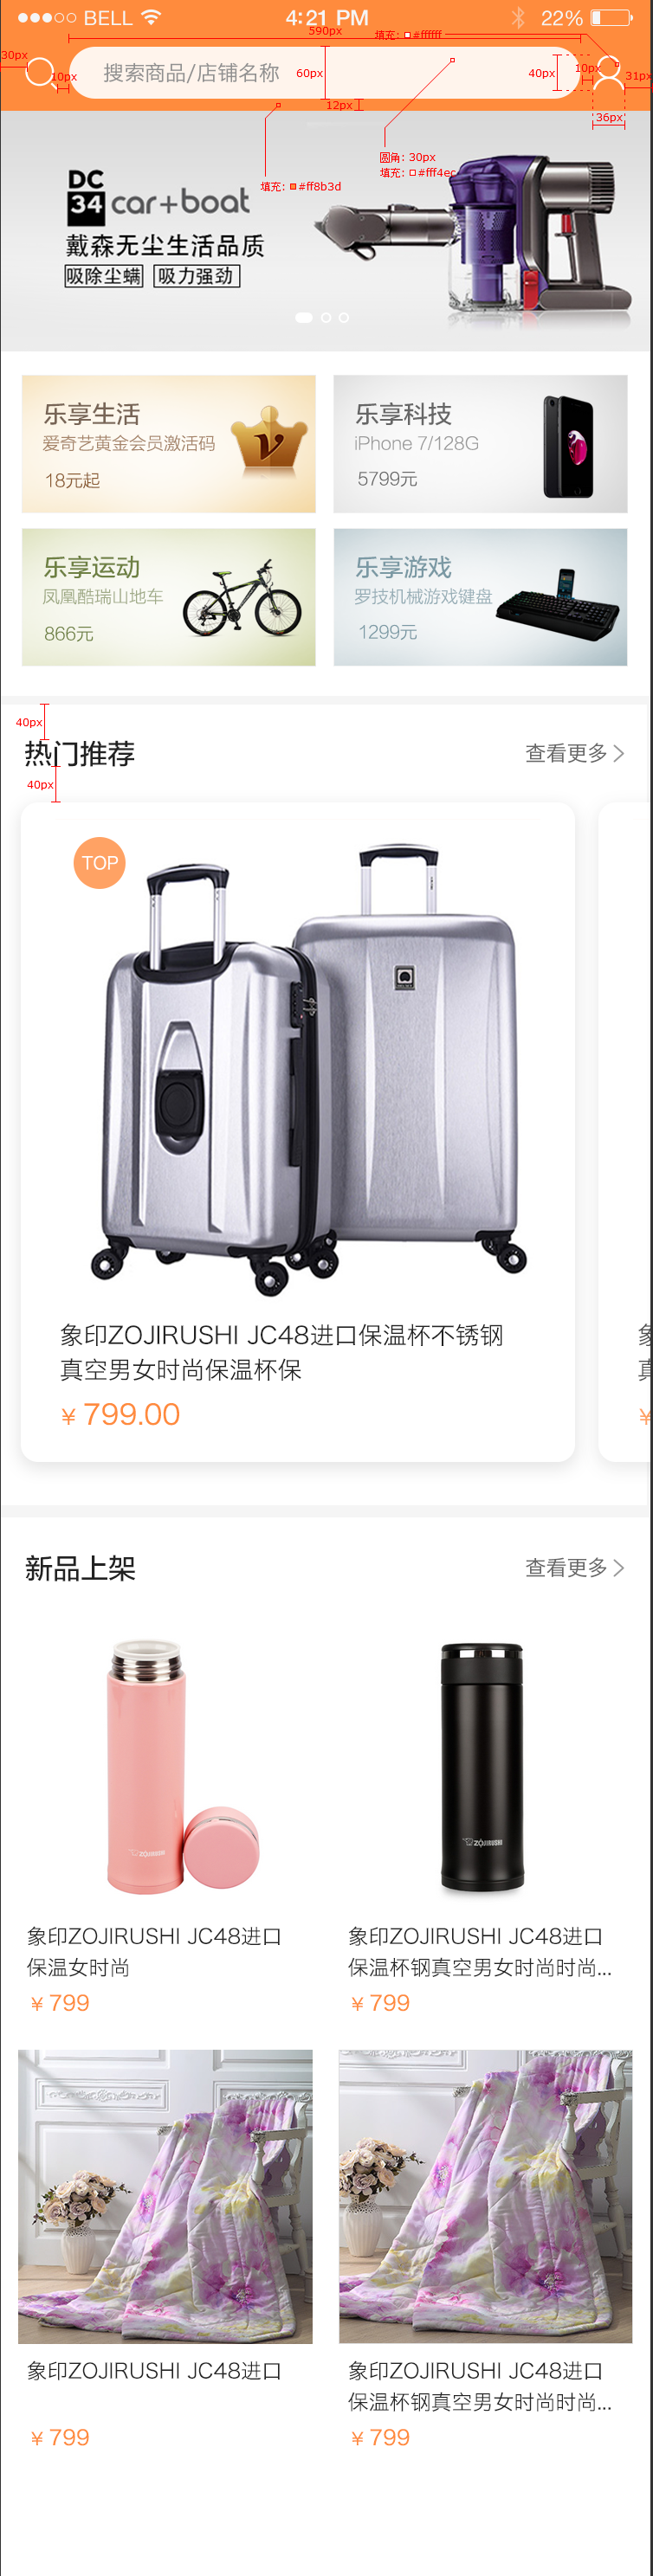 BELL
4:21 PM
22%
590px
填充: #ffffff
30px
10px
搜索商品/店铺名称
60px
40px
10px
31px
12px
36px
圆角: 30px
填充: #fff4ec
填充: #ff8b3d
DC
34 car+boat
戴森无尘生活品质
吸除尘螨 吸力强劲
乐享生活
爱奇艺黄金会员激活码
18元起
乐享科技
iPhone 7/128G
5799元
乐享运动
凤凰酷瑞山地车
866元
乐享游戏
罗技机械游戏键盘
1299元
40px
热门推荐
查看更多
40px
TOP
象印ZOJIRUSHI JC48进口保温杯不锈钢
真空男女时尚保温杯保
¥ 799.00
新品上架
查看更多
ZOJIRUSHI
ZOJIRUSHI
象印ZOJIRUSHI JC48进口
保温女时尚
¥ 799
象印ZOJIRUSHI JC48进口
保温杯钢真空男女时尚时尚...
¥ 799
象印ZOJIRUSHI JC48进口
¥ 799
象印ZOJIRUSHI JC48进口
保温杯钢真空男女时尚时尚...
¥ 799